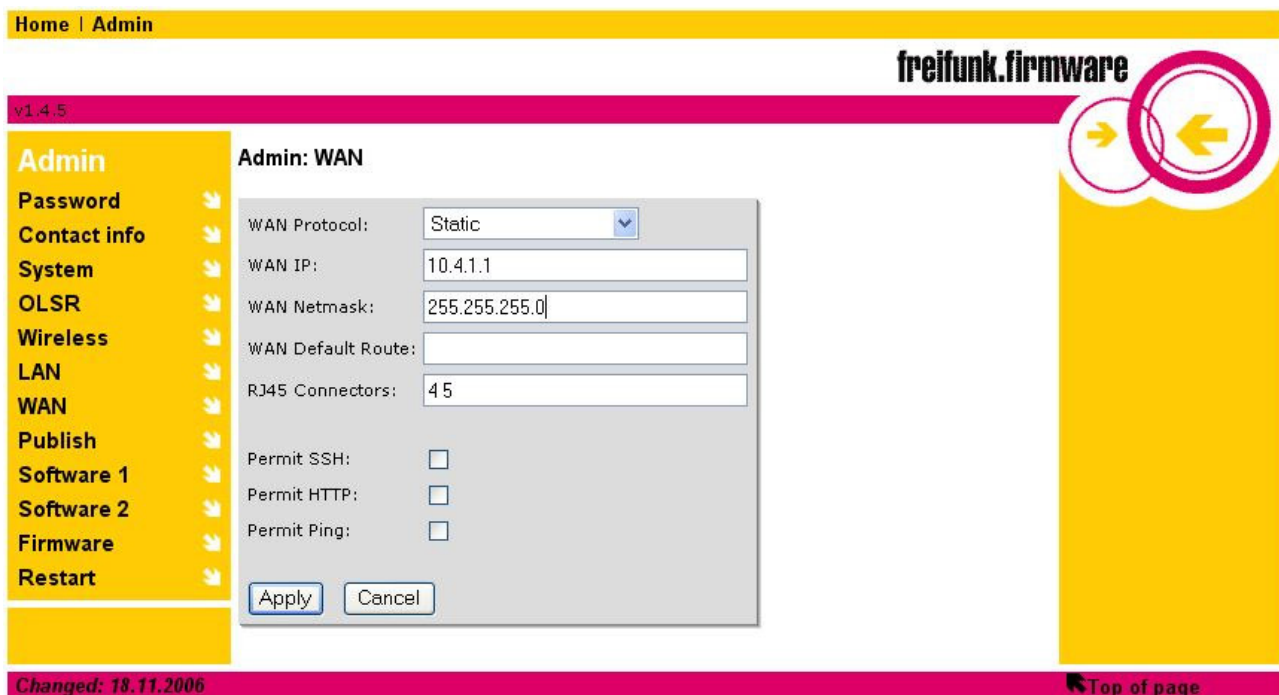 Home | Admin
freifunk.firmware
v1.4.5
Admin
Password
Contact info
System
OLSR
Wireless
LAN
WAN
Publish
Software 1
Software 2
Firmware
Restart
Admin: WAN
WAN Protocol: Static
WAN IP: 10.4.1.1
WAN Netmask: 255.255.255.0
WAN Default Route:
RJ45 Connectors: 4 5
Permit SSH:
Permit HTTP:
Permit Ping:
Apply Cancel
Changed: 18.11.2006 Top of page